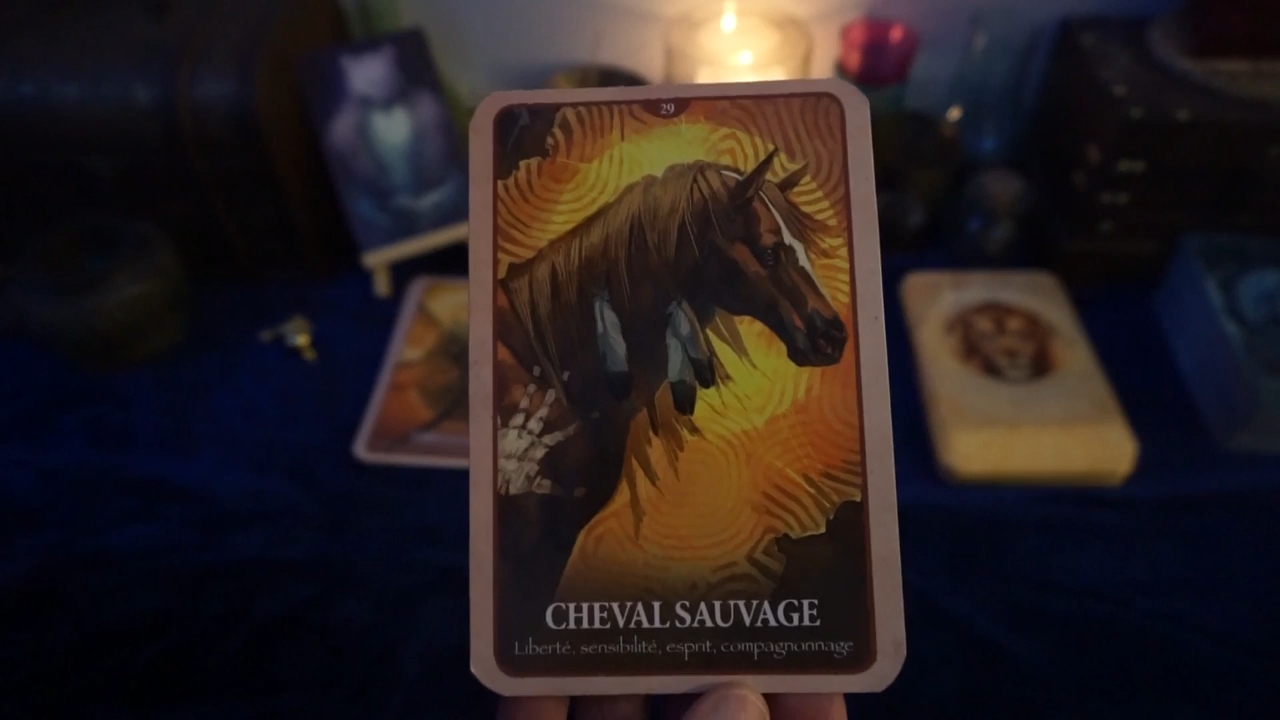 29
CHEVAL SAUVAGE
Liberté, sensibilité, esprit, compagnonnage